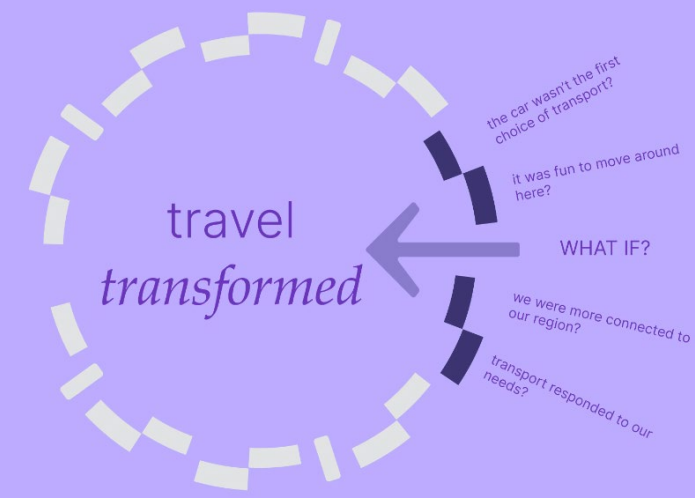 the car wasn't the first
choice of transport?
it was fun to move around
here?
travel
transformed
WHAT IF?
we were more connected to
our region?
transport responded to our
needs?